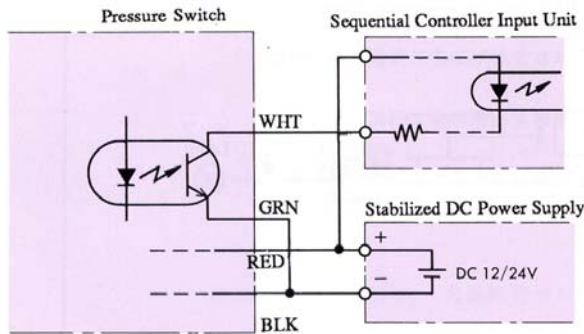 Pressure Switch
Sequential Controller Input Unit
WHT
GRN
Stabilized DC Power Supply
+
RED
−
DC 12/24V
BLK